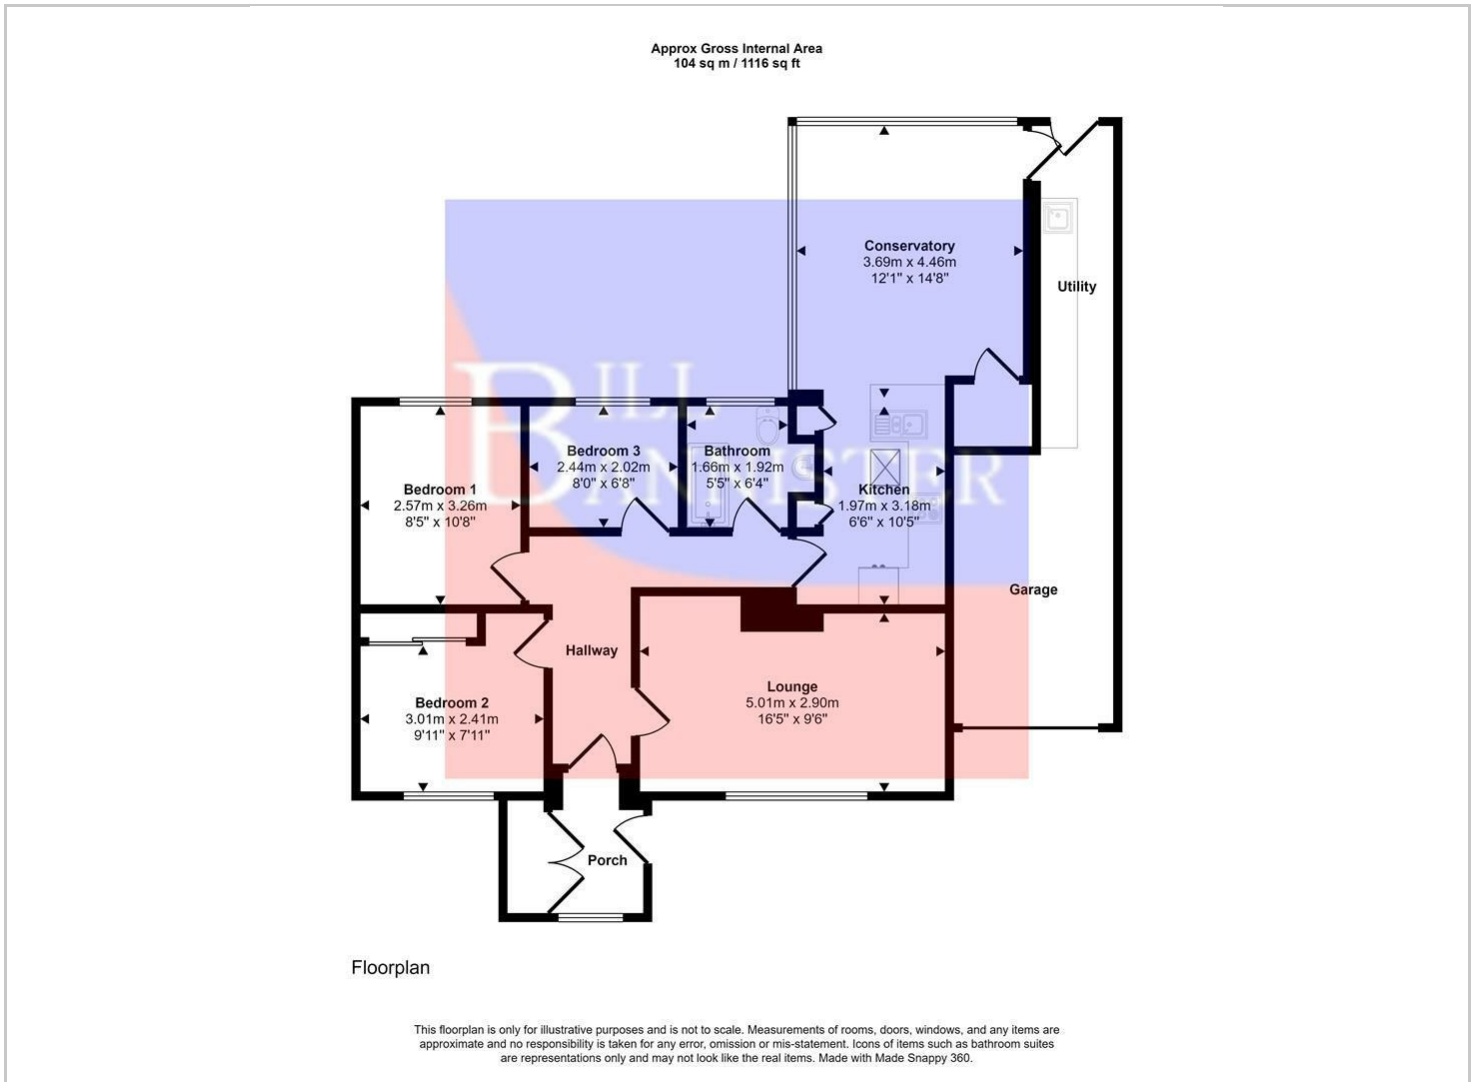 Approx Gross Internal Area
104 sq m / 1116 sq ft
Conservatory
3.69m x 4.46m
12'1" x 14'8"
Utility
BILL
BANNISTER
Bedroom 3
2.44m x 2.02m
8'0" x 6'8"
Bathroom
1.66m x 1.92m
5'5" x 6'4"
Bedroom 1
2.57m x 3.26m
8'5" x 10'8"
Kitchen
1.97m x 3.18m
6'6" x 10'5"
Garage
Hallway
Lounge
5.01m x 2.90m
16'5" x 9'6"
Bedroom 2
3.01m x 2.41m
9'11" x 7'11"
Porch
Floorplan
This floorplan is only for illustrative purposes and is not to scale. Measurements of rooms, doors, windows, and any items are
approximate and no responsibility is taken for any error, omission or mis-statement. Icons of items such as bathroom suites
are representations only and may not look like the real items. Made with Made Snappy 360.